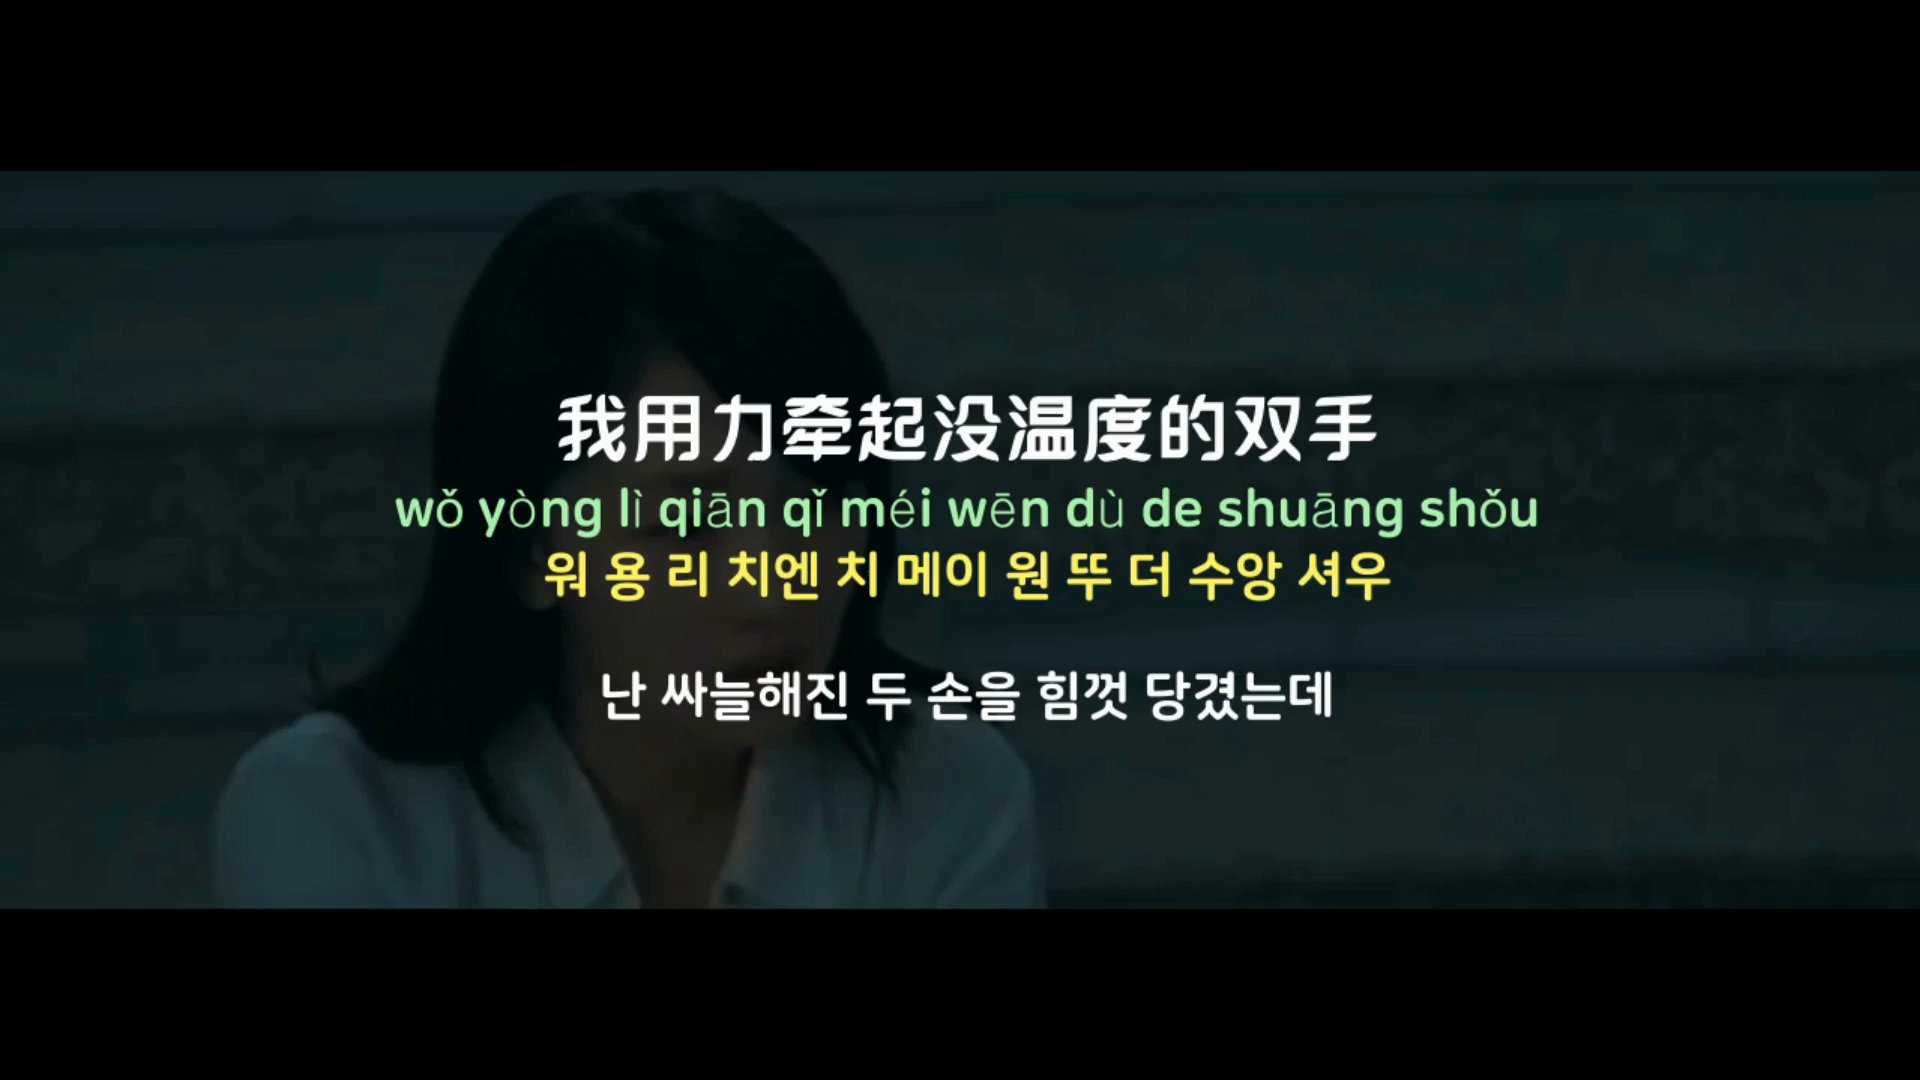 我用力牵起没温度的双手
wǒ yòng lì qiān qǐ méi wēn dù de shuāng shǒu
워 용 리 치엔 치 메이 원 뚜 더 수앙 셔우
난 싸늘해진 두 손을 힘껏 당겼는데